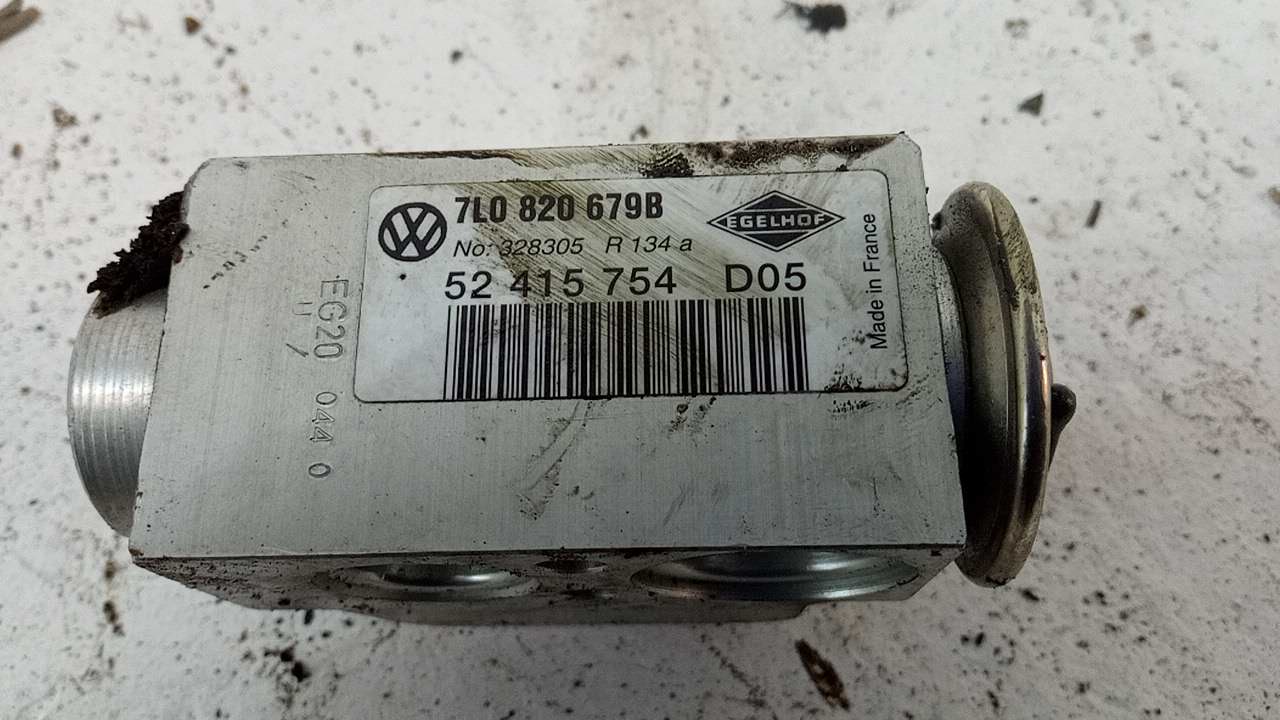 7L0 820 679B
No: 328305 R 134 a
52 415 754 D05
EGELHOF
Made in France
EG20 044 0